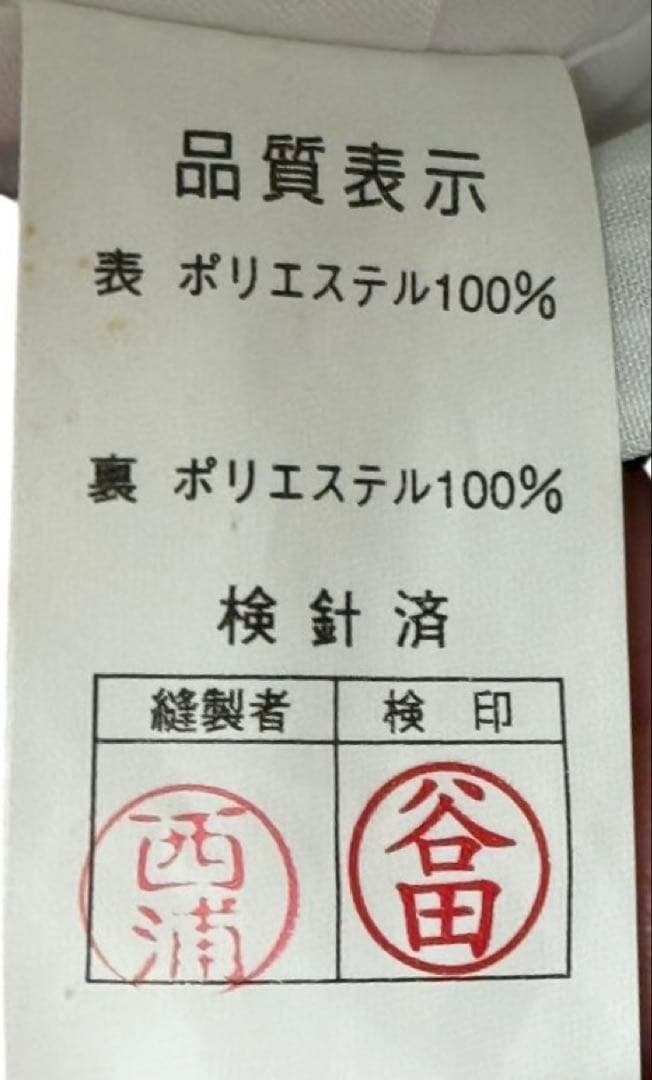 品質表示
表 ポリエステル100%
裏 ポリエステル100%
検針済
縫製者 検印
西浦 谷田